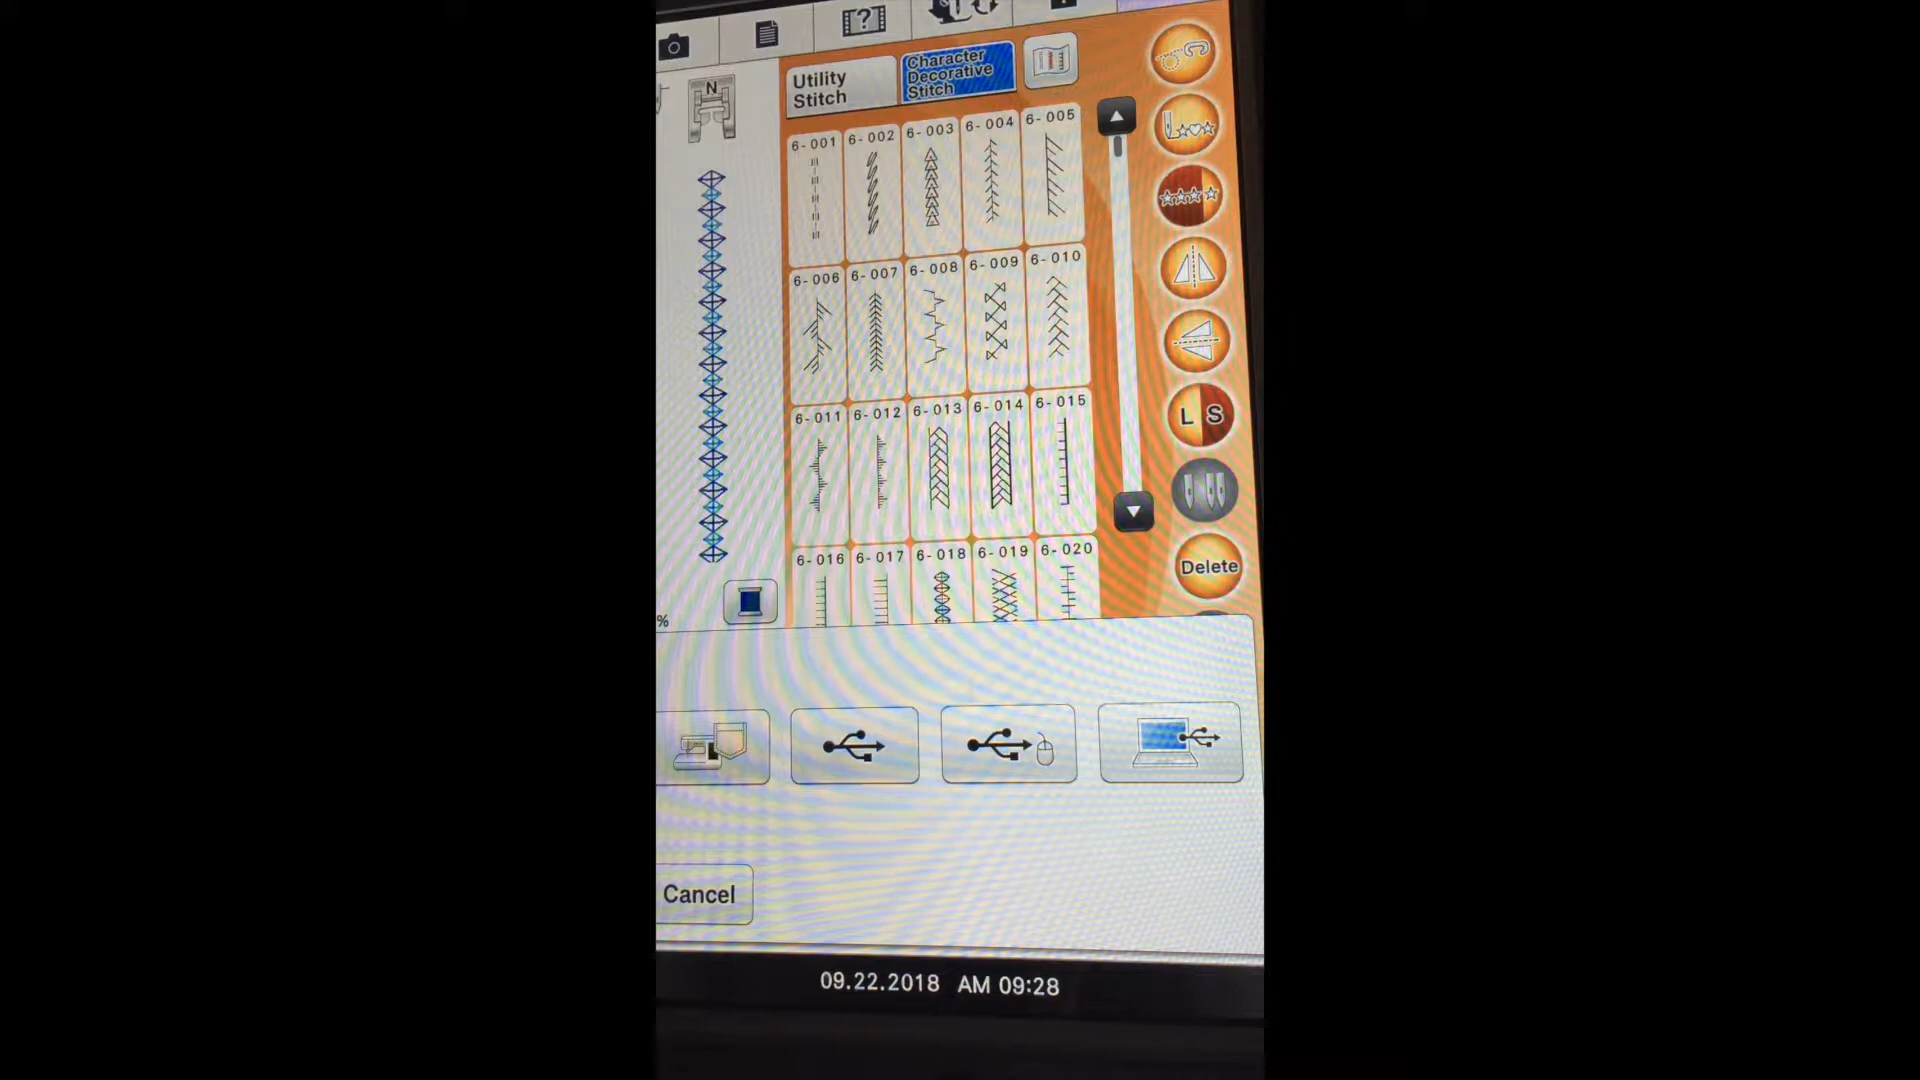 ?
N
Utility
Stitch
Character
Decorative
Stitch
6-001
6-002
6-003
6-004
6-005
6-006
6-007
6-008
6-009
6-010
6-011
6-012
6-013
6-014
6-015
L S
6-016
6-017
6-018
6-019
6-020
Delete
%
Cancel
09.22.2018 AM 09:28